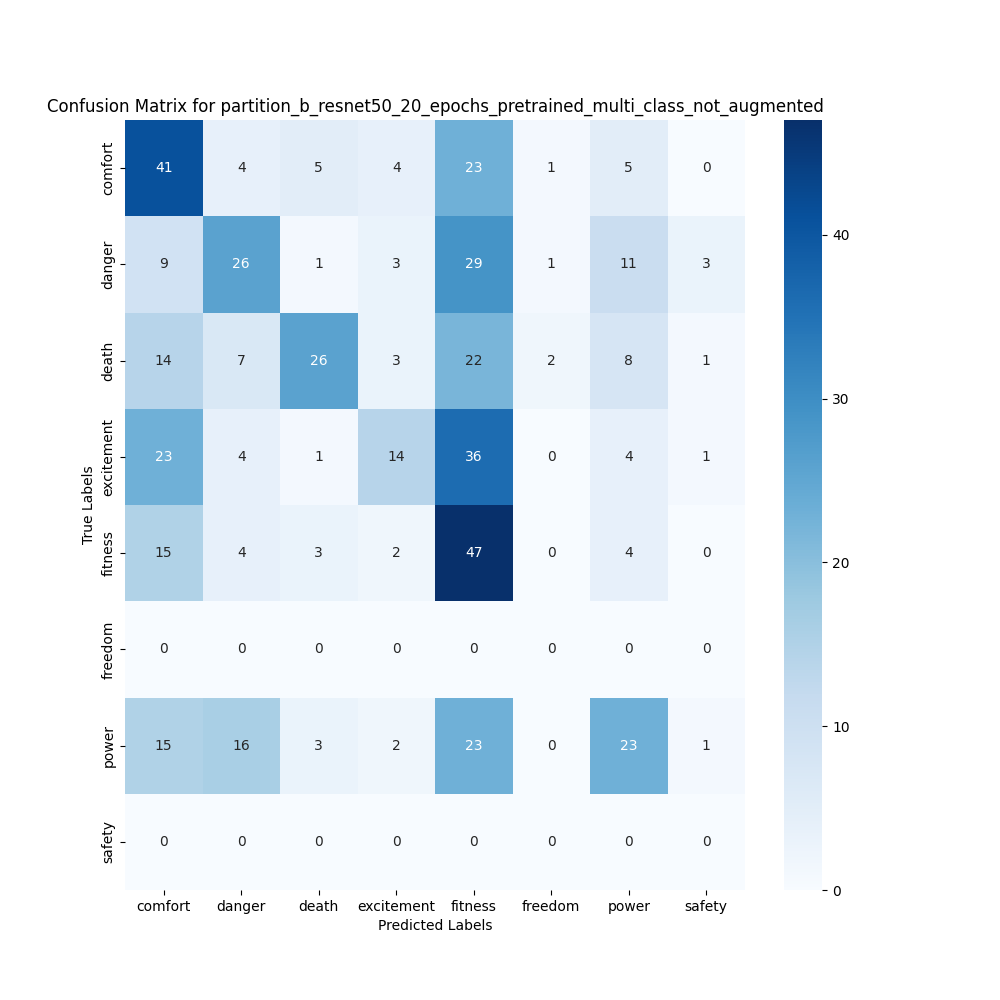 Confusion Matrix for partition_b_resnet50_20_epochs_pretrained_multi_class_not_augmented
True Labels
comfort 41 4 5 4 23 1 5 0
danger 9 26 1 3 29 1 11 3
death 14 7 26 3 22 2 8 1
excitement 23 4 1 14 36 0 4 1
fitness 15 4 3 2 47 0 4 0
freedom 0 0 0 0 0 0 0 0
power 15 16 3 2 23 0 23 1
safety 0 0 0 0 0 0 0 0
comfort danger death excitement fitness freedom power safety
Predicted Labels
40
30
20
10
0